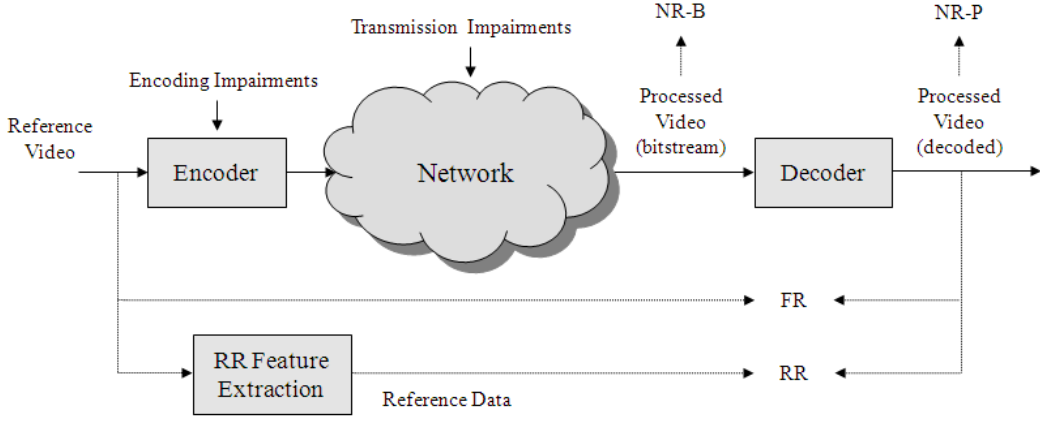 NR-B
NR-P
Transmission Impairments
Encoding Impairments
Processed
Video
(bitstream)
Processed
Video
(decoded)
Reference
Video
Encoder
Network
Decoder
FR
RR Feature
Extraction
RR
Reference Data